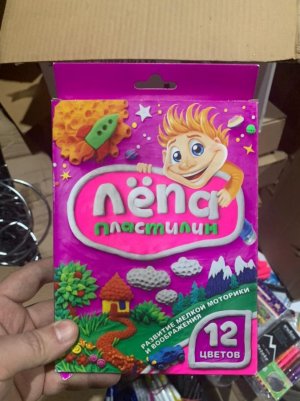 Лёпа
пластилин
РАЗВИТИЕ МЕЛКОЙ МОТОРИКИ
И ВООБРАЖЕНИЯ
12
ЦВЕТОВ